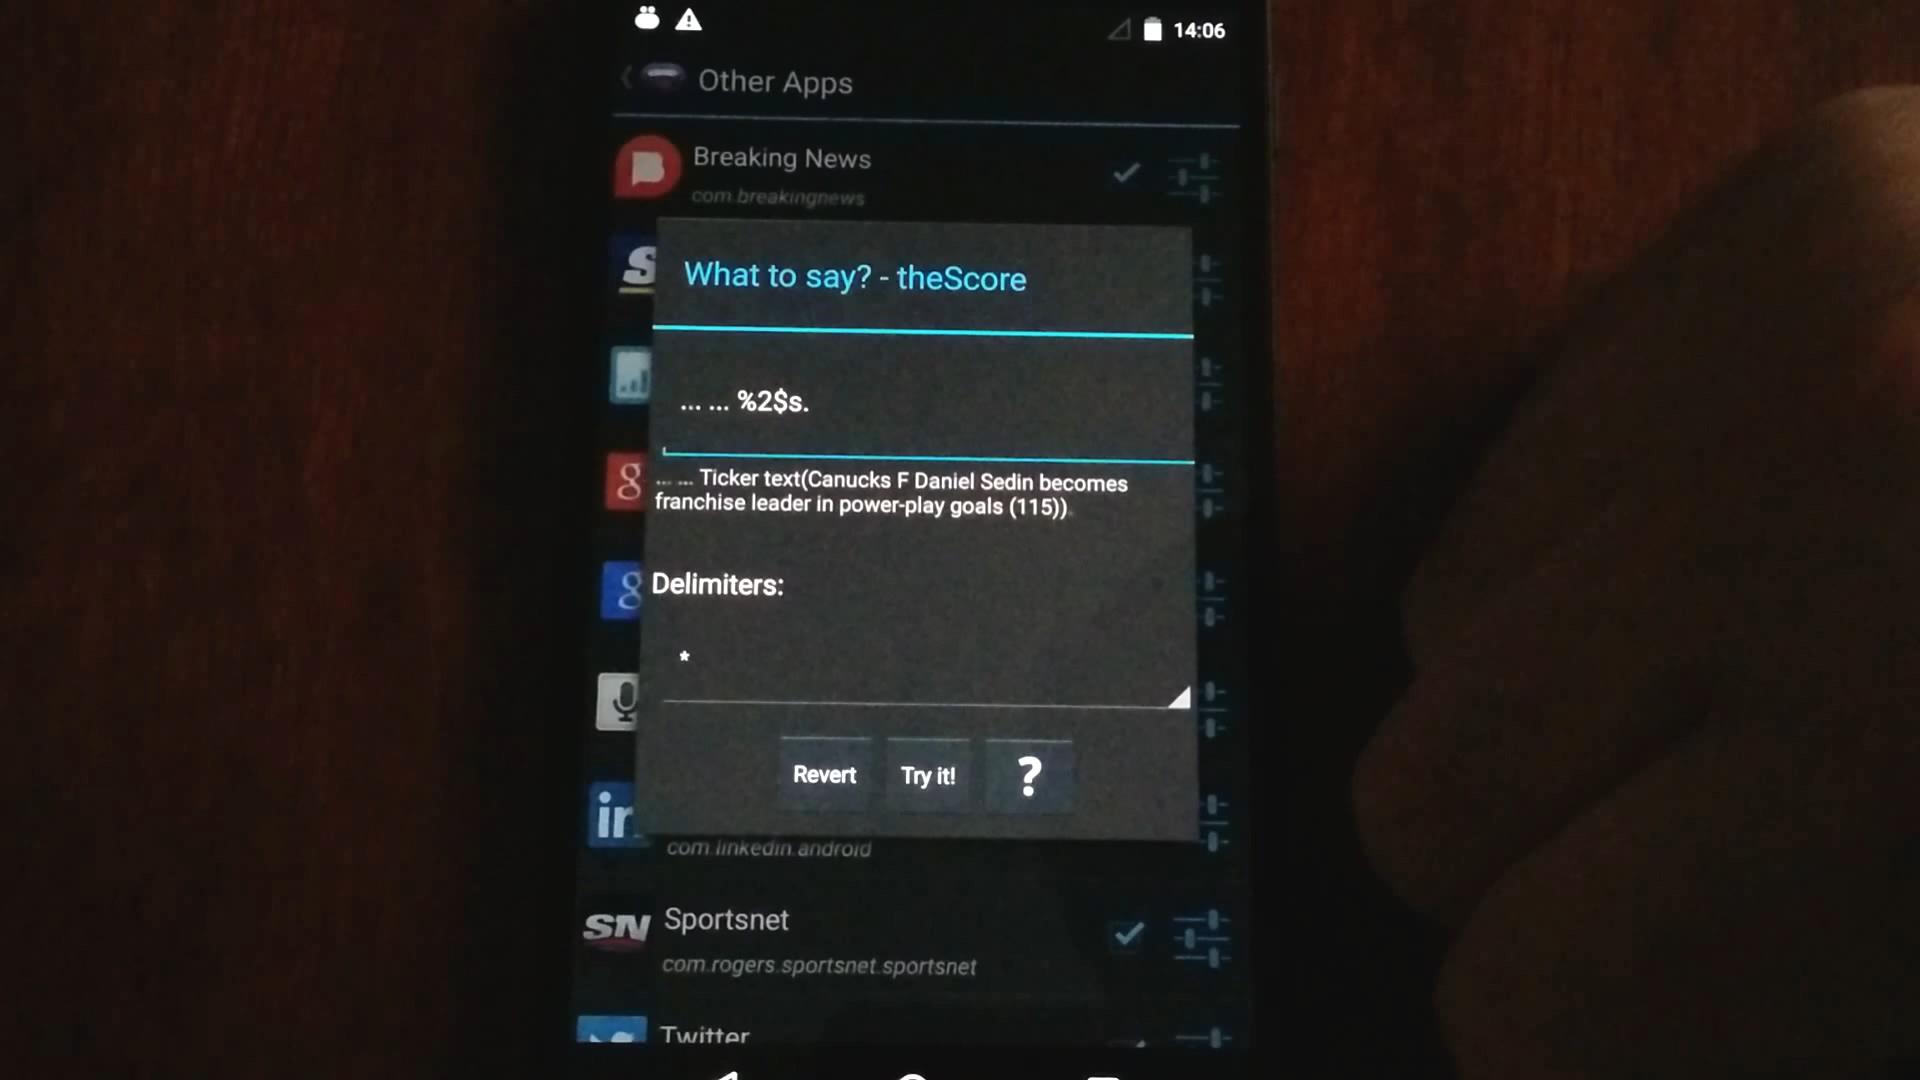 14:06
Other Apps
Breaking News
com.breakingnews
What to say? - theScore
... ... %2$s.
... ... Ticker text(Canucks F Daniel Sedin becomes
franchise leader in power-play goals (115))
Delimiters:
*
Revert Try it! ?
in
com.linkedin.android
SN Sportsnet
com.rogers.sportsnet.sportsnet
Twitter